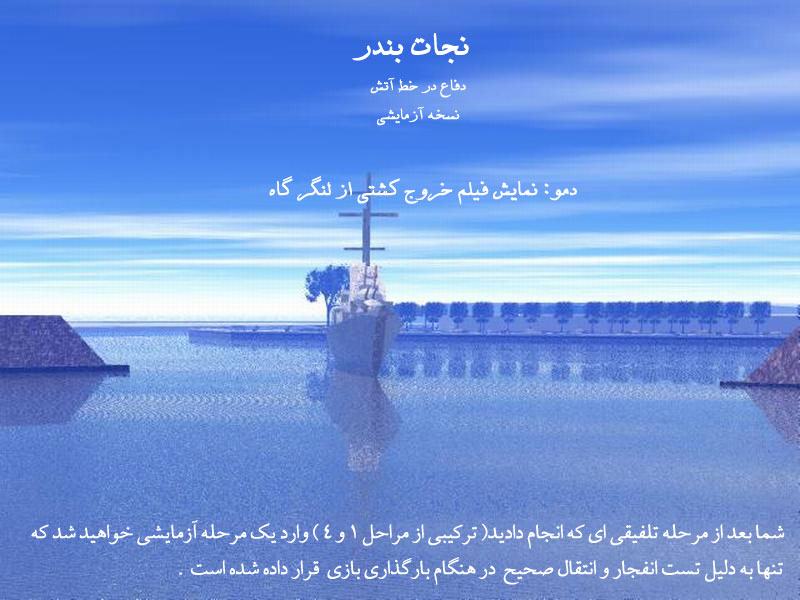 نجات بندر
دفاع در خط آتش
نسخه آزمایشی
دمو: نمایش فیلم خروج کشتی از لنگر گاه
شما بعد از مرحله تلفیقی ای که انجام دادید( ترکیبی از مراحل ۱ و ٤ ) وارد یک مرحله آزمایشی خواهید شد که
تنها به دلیل تست انفجار و انتقال صحیح در هنگام بارگذاری بازی قرار داده شده است .